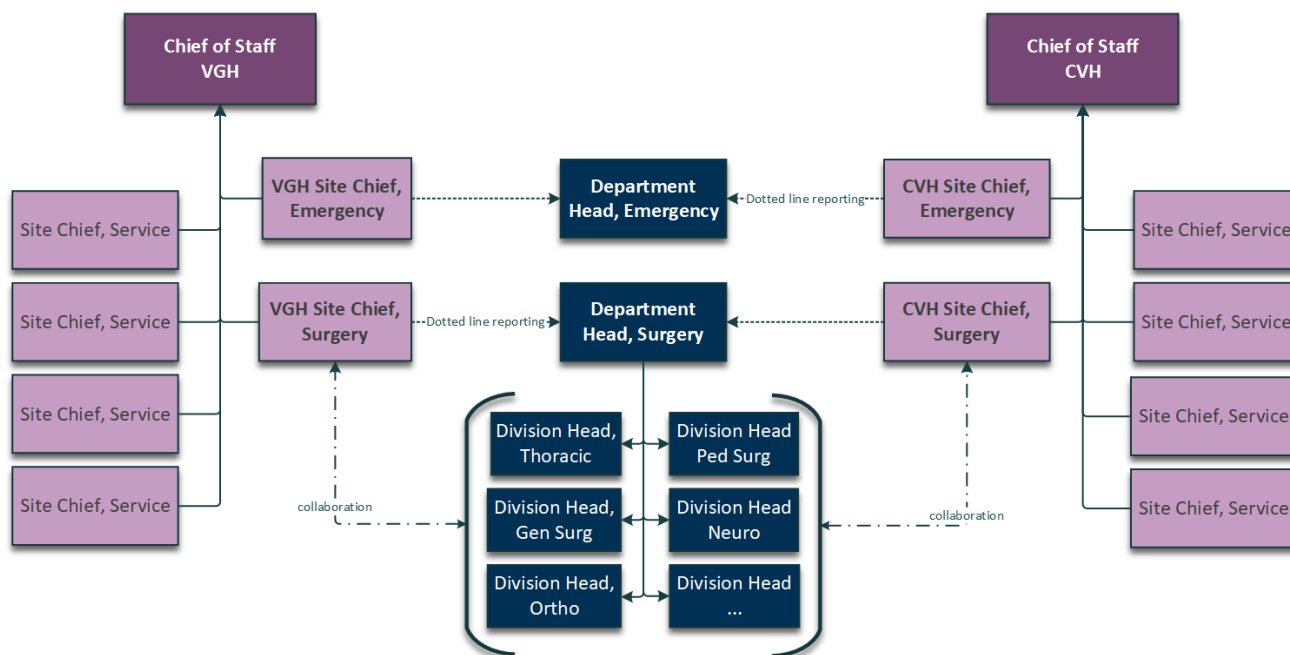 Chief of Staff
VGH
Chief of Staff
CVH
VGH Site Chief,
Emergency
Department
Head, Emergency
Dotted line reporting
CVH Site Chief,
Emergency
Site Chief, Service
Site Chief, Service
Site Chief, Service
VGH Site Chief,
Surgery
Dotted line reporting
Department
Head, Surgery
CVH Site Chief,
Surgery
Site Chief, Service
Site Chief, Service
Site Chief, Service
Division Head,
Thoracic
Division Head
Ped Surg
Site Chief, Service
collaboration
Division Head,
Gen Surg
Division Head
Neuro
collaboration
Site Chief, Service
Division Head,
Ortho
Division Head
...